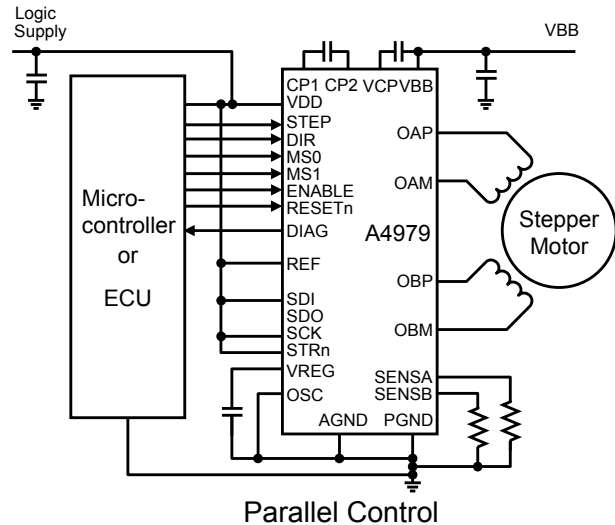 Logic
Supply
VBB
CP1 CP2 VCP VBB
VDD
STEP
DIR
MS0
MS1
ENABLE
RESETn
DIAG
REF
SDI
SDO
SCK
STRn
VREG
OSC
AGND PGND
OAP
OAM
OBP
OBM
SENSA
SENSB
A4979
Micro-
controller
or
ECU
Stepper
Motor
Parallel Control